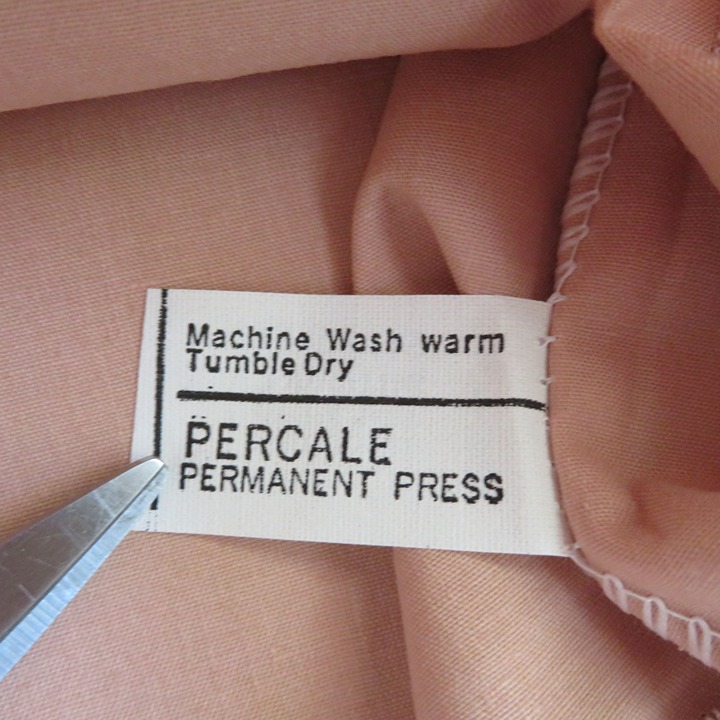 Machine Wash warm
Tumble Dry
PERCALE
PERMANENT PRESS